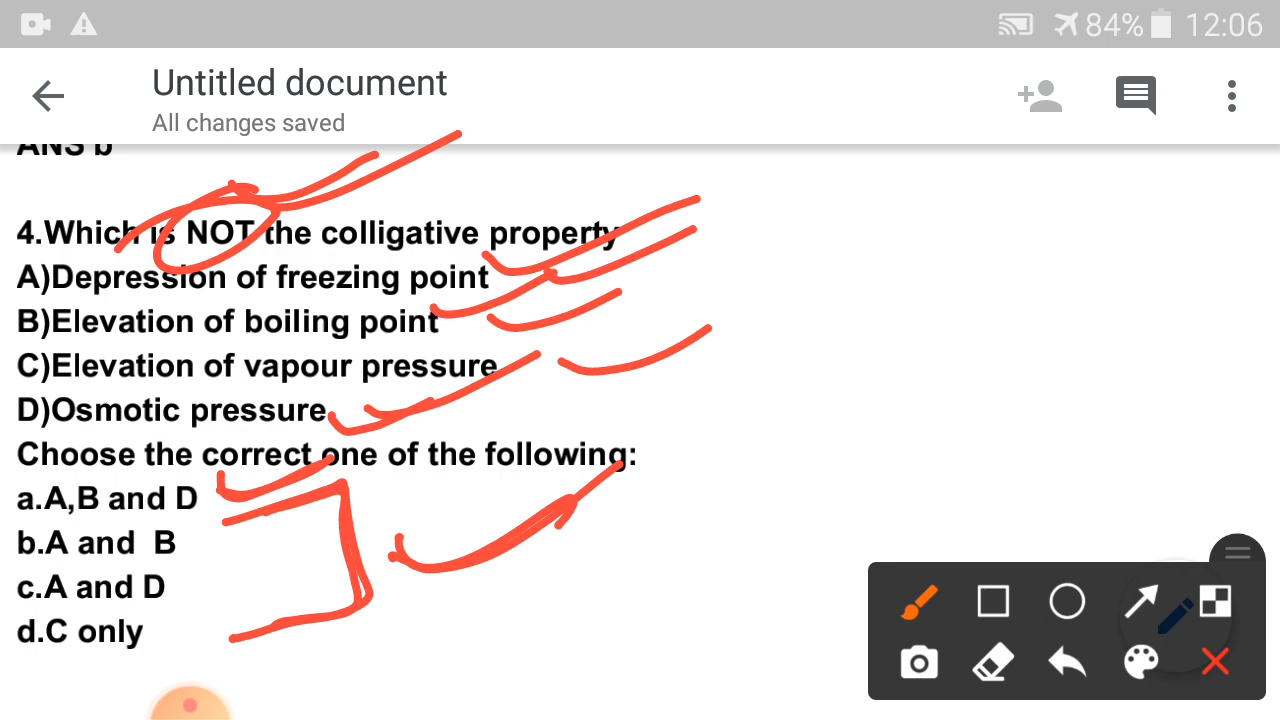 84% 12:06
Untitled document
All changes saved
ANS b
4.Which is NOT the colligative property
A)Depression of freezing point
B)Elevation of boiling point
C)Elevation of vapour pressure
D)Osmotic pressure
Choose the correct one of the following:
a.A,B and D
b.A and B
c.A and D
d.C only